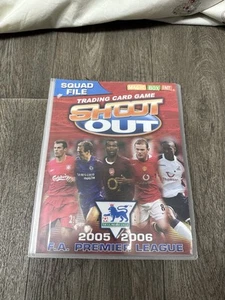 SQUAD
FILE
TRADING CARD GAME
SHOOT
OUT
2005 - 2006
F.A. PREMIER LEAGUE